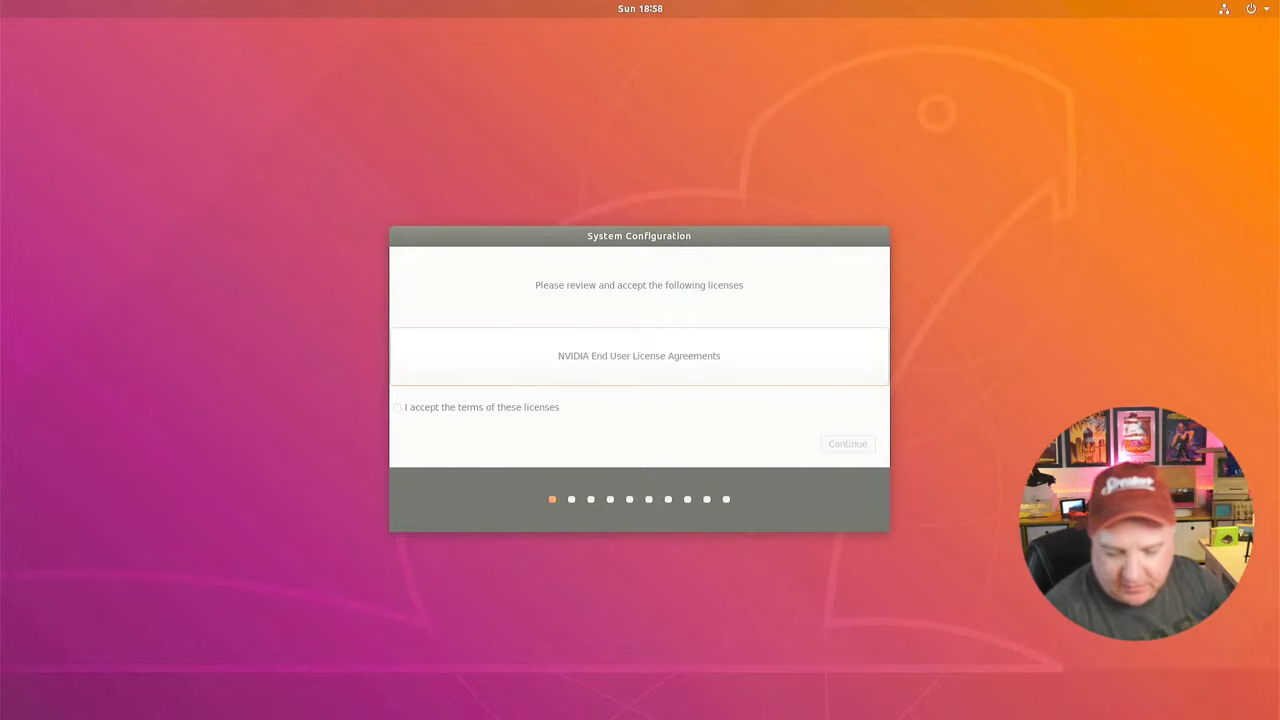 Sun 18:58
System Configuration
Please review and accept the following licenses
NVIDIA End User License Agreements
I accept the terms of these licenses
Continue